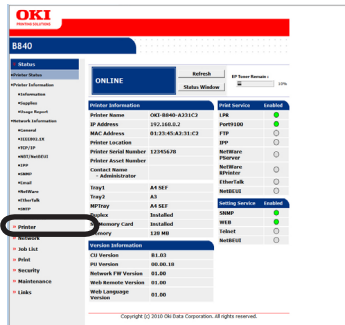 OKI
PRINTING SOLUTIONS
B840
Status
Printer Status
Printer Information
Information
Supplies
Usage Report
Network Information
General
IEEE802.1X
TCP/IP
NBT/NetBEUI
IPP
SNMP
Email
NetWare
EtherTalk
SNTP
Printer
Network
Job List
Print
Security
Maintenance
Links
ONLINE
Refresh
Status Window
EP Toner Remain :
Printer Information
Printer Name OKI-B840-A231C2
IP Address 192.168.0.2
MAC Address 01:23:45:A2:31:C2
Printer Location
Printer Serial Number 12345678
Printer Asset Number
Contact Name
- Administrator
Tray1 A4 SEF
Tray2 A3
MPTray A4 SEF
Duplex Installed
Memory Card Installed
Memory 128 MB
Version Information
CU Version B1.03
PU Version 00.00.18
Network FW Version 01.00
Web Remote Version 01.00
Web Language
Version 01.00
Print Service Enabled
LPR
Port9100
FTP
IPP
NetWare
PServer
NetWare
RPrinter
EtherTalk
NetBEUI
Setting Service Enabled
SNMP
WEB
Telnet
NetBEUI
Copyright (c) 2010 Oki Data Corporation. All rights reserved.